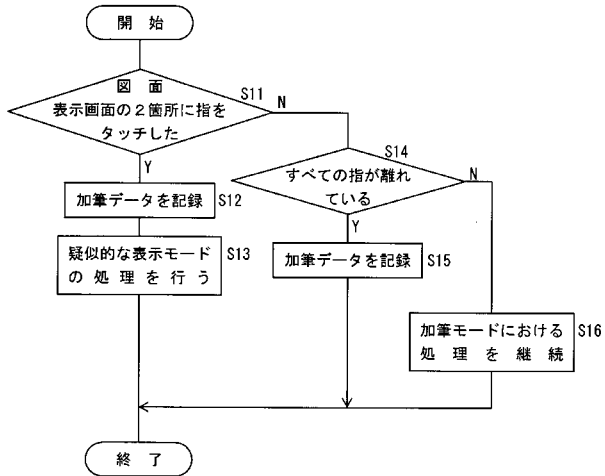 開始
図面
表示画面の２箇所に指を
タッチした
S11
N
Y
S14
すべての指が離れ
ている
N
Y
加筆データを記録
S12
疑似的な表示モード
の処理を行う
S13
加筆データを記録
S15
加筆モードにおける
処理を継続
S16
終了